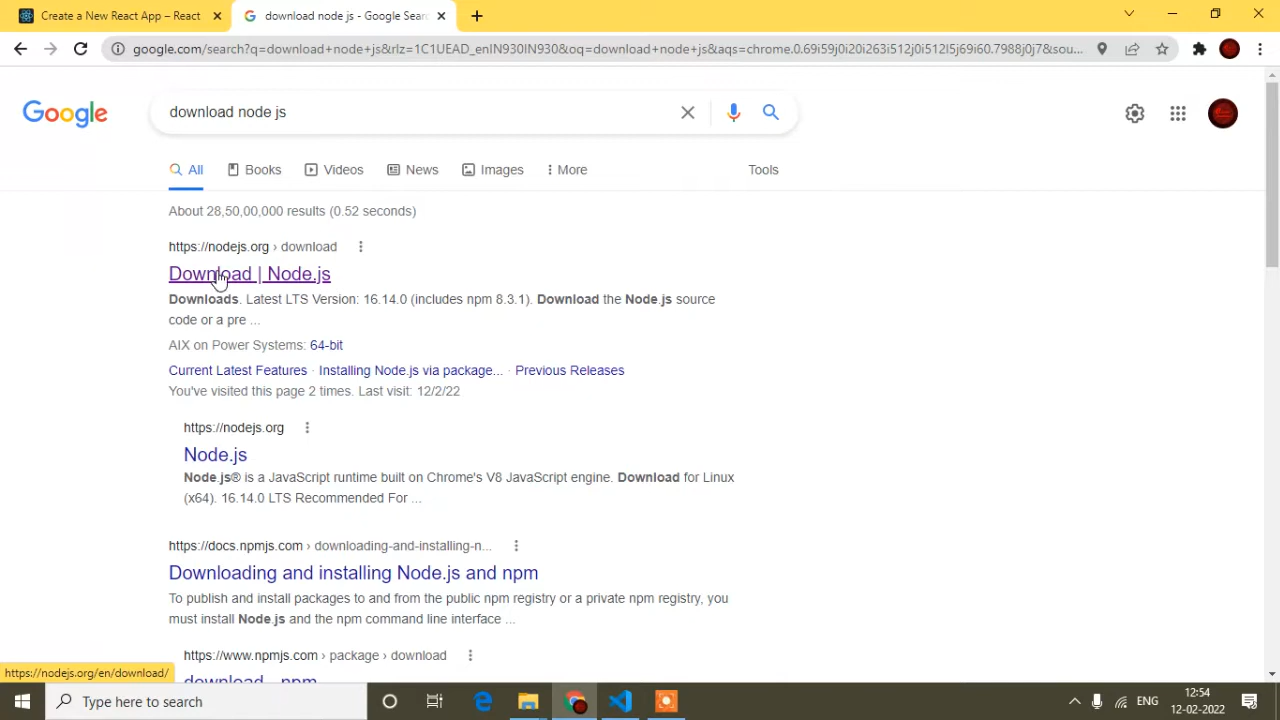 Create a New React App – React
download node js - Google Sear
google.com/search?q=download+node+js&rlz=1C1UEAD_enIN930IN930&oq=download+node+js&aqs=chrome.0.69i59j0i20i263i512j0i512l5j69i60.7988j0j7&sou...
Google
download node js
All
Books
Videos
News
Images
More
Tools
About 28,50,00,000 results (0.52 seconds)
https://nodejs.org › download
Download | Node.js
Downloads. Latest LTS Version: 16.14.0 (includes npm 8.3.1). Download the Node.js source
code or a pre ...
AIX on Power Systems: 64-bit
Current Latest Features · Installing Node.js via package... · Previous Releases
You've visited this page 2 times. Last visit: 12/2/22
https://nodejs.org
Node.js
Node.js® is a JavaScript runtime built on Chrome's V8 JavaScript engine. Download for Linux
(x64). 16.14.0 LTS Recommended For ...
https://docs.npmjs.com › downloading-and-installing-n...
Downloading and installing Node.js and npm
To publish and install packages to and from the public npm registry or a private npm registry, you
must install Node.js and the npm command line interface ...
https://www.npmjs.com › package › download
download - npm
https://nodejs.org/en/download/
Type here to search
ENG
12:54
12-02-2022